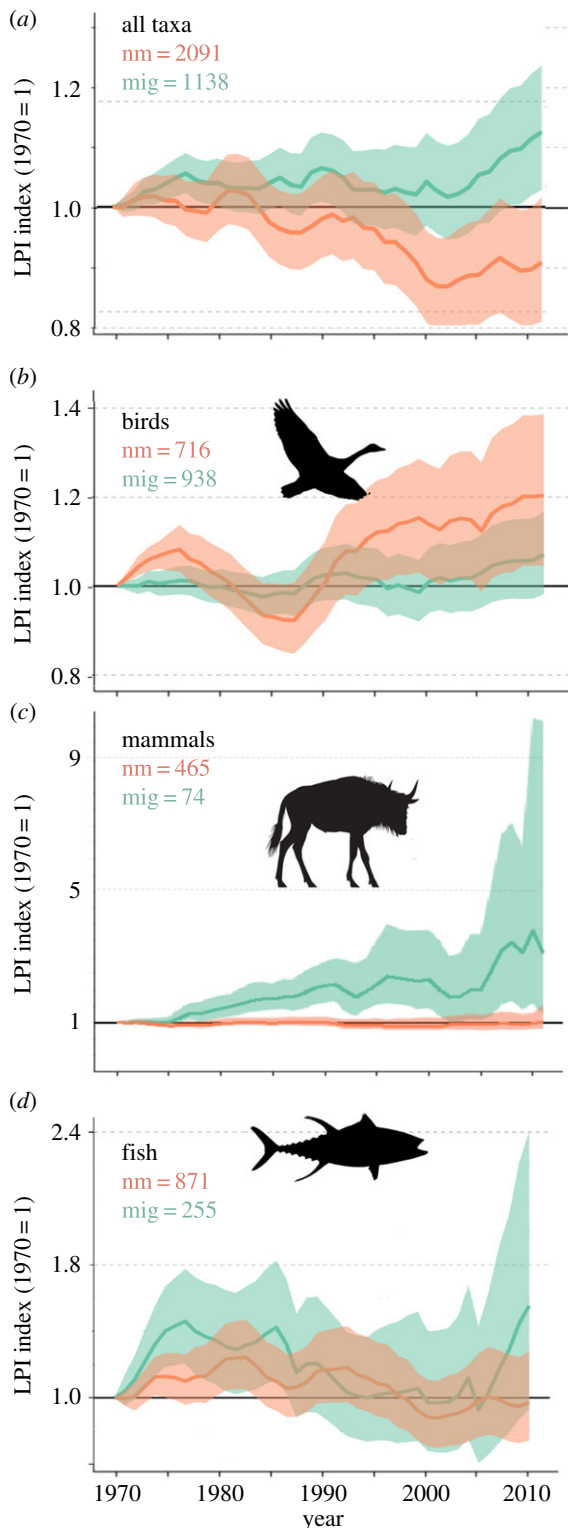 (a)
all taxa
nm = 2091
mig = 1138
LPI index (1970 = 1)
1.2
1.0
0.8
(b)
birds
nm = 716
mig = 938
LPI index (1970 = 1)
1.4
1.2
1.0
0.8
(c)
mammals
nm = 465
mig = 74
LPI index (1970 = 1)
9
5
1
(d)
fish
nm = 871
mig = 255
LPI index (1970 = 1)
2.4
1.8
1.0
1970 1980 1990 2000 2010
year